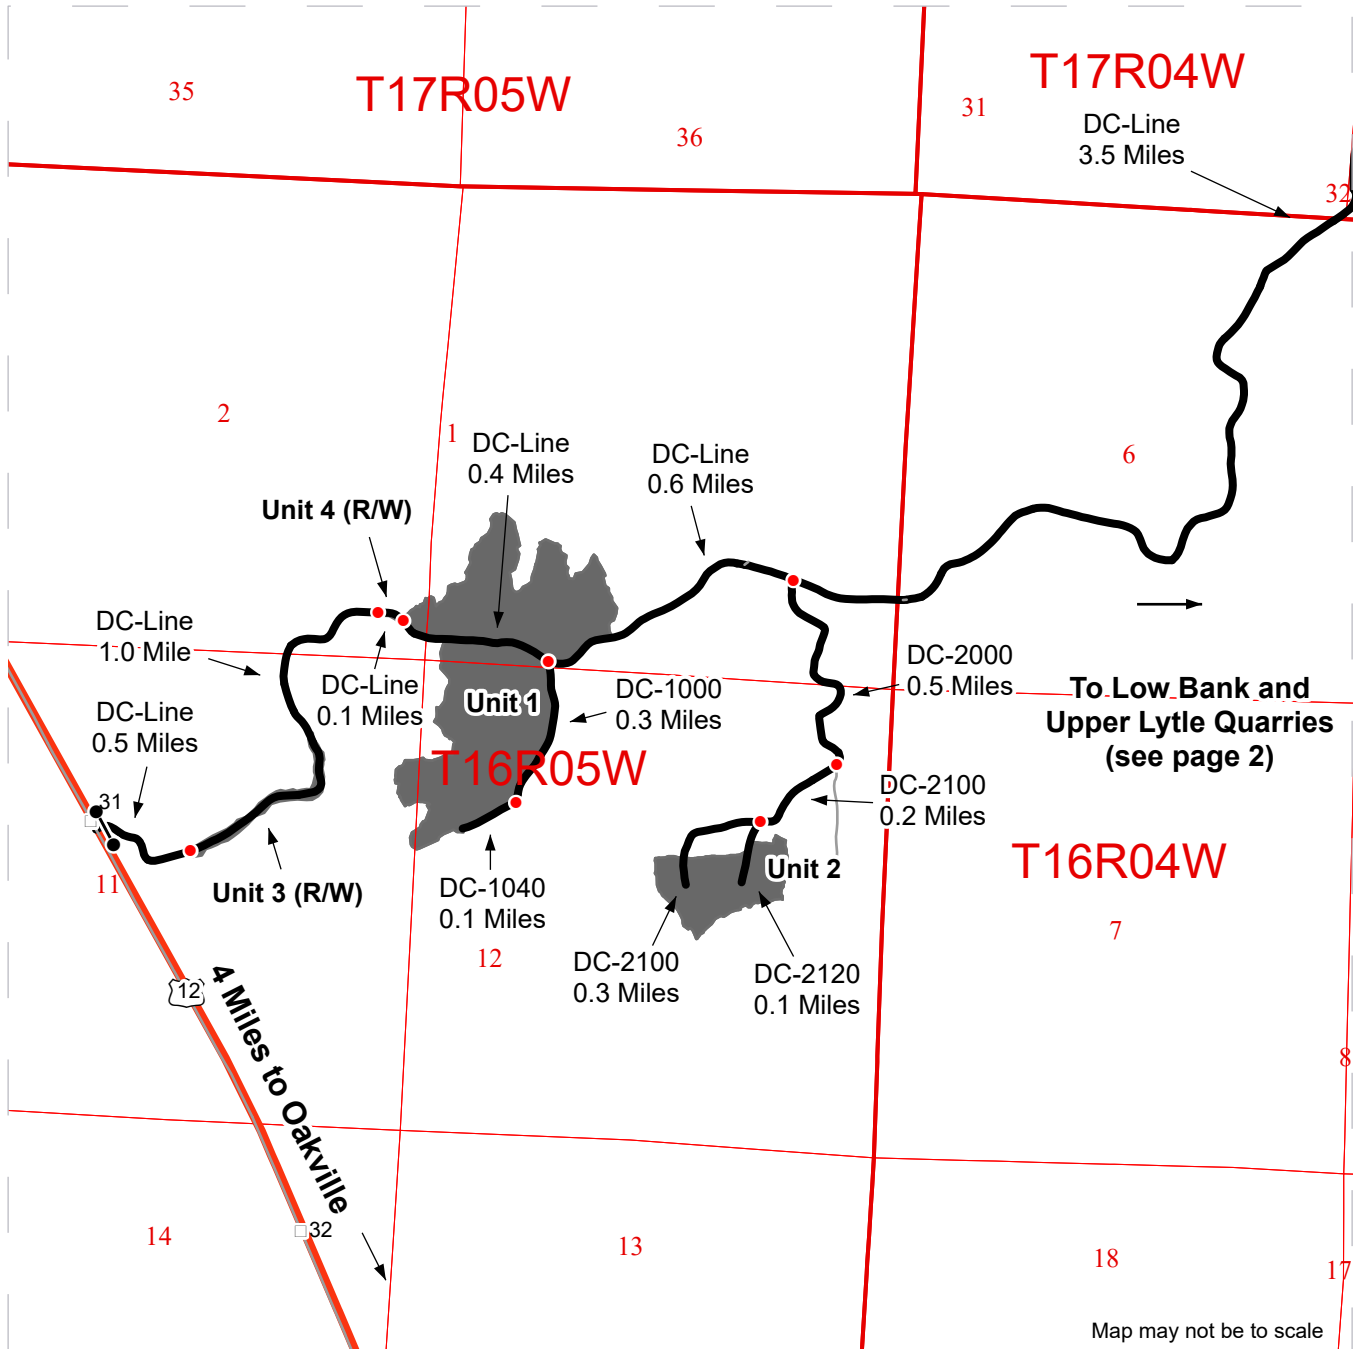 T17R04W
35
T17R05W
31
36
DC-Line
3.5 Miles
32
2
1
DC-Line
0.4 Miles
DC-Line
0.6 Miles
6
Unit 4 (R/W)
DC-Line
1.0 Mile
DC-Line
0.1 Miles
Unit 1
DC-1000
0.3 Miles
DC-2000
0.5 Miles
To Low Bank and
Upper Lytle Quarries
(see page 2)
DC-Line
0.5 Miles
T16R05W
31
DC-2100
0.2 Miles
T16R04W
11
Unit 3 (R/W)
DC-1040
0.1 Miles
Unit 2
7
12
DC-2100
0.3 Miles
DC-2120
0.1 Miles
12
4 Miles to Oakville
8
32
14
13
18
17
Map may not be to scale